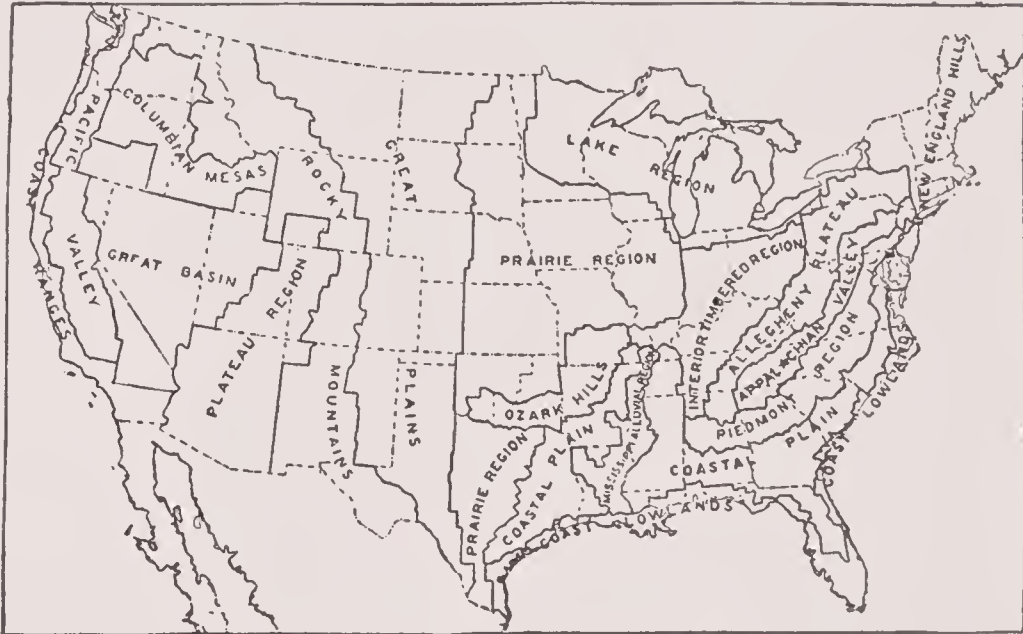 NEW ENGLAND HILLS
LAKE REGION
PACIFIC VALLEY
COLUMBIAN MESAS
COAST RANGES
GREAT BASIN
ROCKY MOUNTAINS
PLATEAU REGION
GREAT PLAINS
PRAIRIE REGION
INTERIOR TIMBERED REGION
ALLEGHENY PLATEAU
APPALACHIAN VALLEY
PIEDMONT REGION
OZARK HILLS
MISSISSIPPI ALLUVIAL REGION
PRAIRIE REGION
COASTAL PLAIN
COASTAL PLAIN
COAST LOWLANDS
COAST LOWLANDS